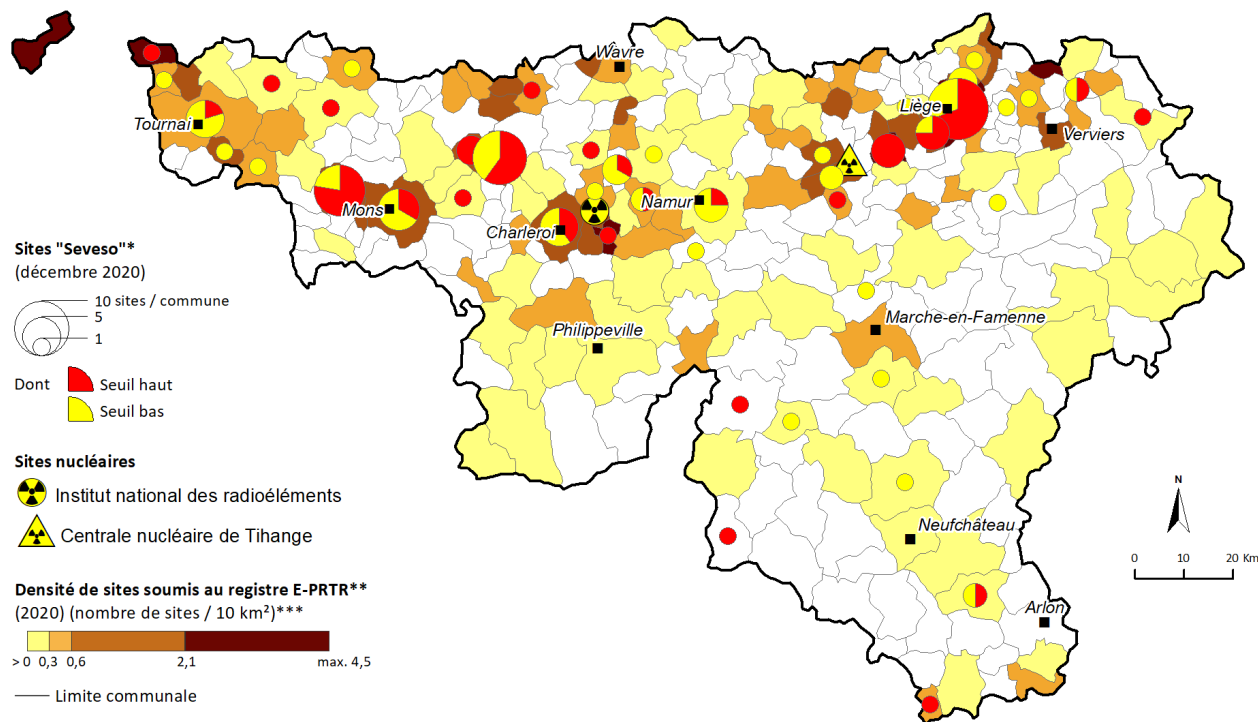 Wavre
Liège
Tournai
Verviers
Mons
Namur
Charleroi
Sites "Seveso"*
(décembre 2020)
10 sites / commune
5
1
Dont
Seuil haut
Seuil bas
Marche-en-Famenne
Philippeville
Sites nucléaires
Institut national des radioéléments
Centrale nucléaire de Tihange
N
Neufchâteau
0 10 20 Km
Densité de sites soumis au registre E-PRTR**
(2020) (nombre de sites / 10 km²)***
> 0 0,3 0,6 2,1 max. 4,5
Limite communale
Arlon